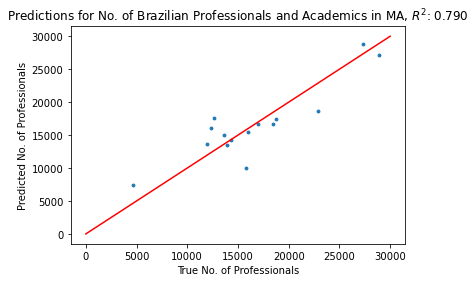 Predictions for No. of Brazilian Professionals and Academics in MA, R²: 0.790
30000
25000
20000
15000
10000
5000
0
Predicted No. of Professionals
0 5000 10000 15000 20000 25000 30000
True No. of Professionals